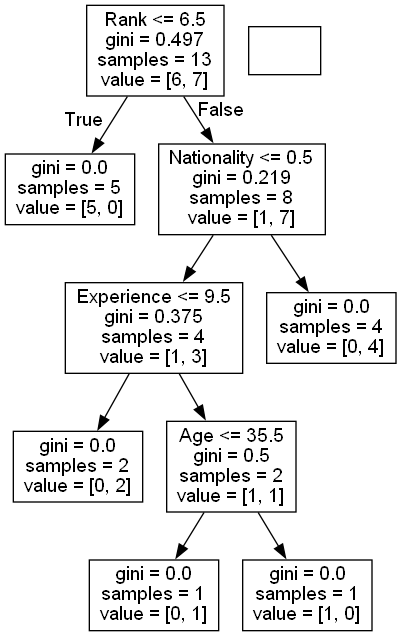 Rank <= 6.5
gini = 0.497
samples = 13
value = [6, 7]
True
False
gini = 0.0
samples = 5
value = [5, 0]
Nationality <= 0.5
gini = 0.219
samples = 8
value = [1, 7]
Experience <= 9.5
gini = 0.375
samples = 4
value = [1, 3]
gini = 0.0
samples = 4
value = [0, 4]
gini = 0.0
samples = 2
value = [0, 2]
Age <= 35.5
gini = 0.5
samples = 2
value = [1, 1]
gini = 0.0
samples = 1
value = [0, 1]
gini = 0.0
samples = 1
value = [1, 0]